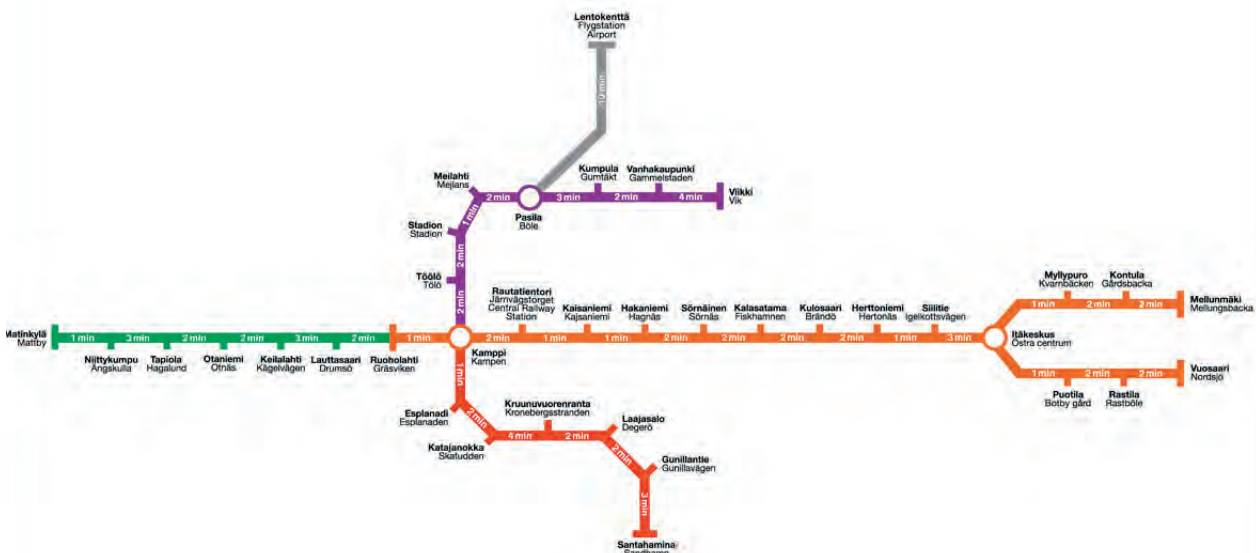 Lentokenttä
Flygstation
Airport
10 min
Meilahti
Mejlans
2 min
Pasila
Böle
3 min
Kumpula
Gumtäkt
2 min
Vanhakaupunki
Gammelstaden
4 min
Viikki
Vik
1 min
Stadion
Stadion
2 min
Töölö
Tölö
2 min
Matinkylä
Mattby
1 min
Niittykumpu
Ängskulla
3 min
Tapiola
Hagalund
2 min
Otaniemi
Otnäs
2 min
Keilalahti
Kägelvägen
3 min
Lauttasaari
Drumsö
2 min
Ruoholahti
Gräsviken
1 min
Kamppi
Kampen
2 min
Rautatientori
Järnvägstorget
Central Railway
Station
1 min
Kaisaniemi
Kajsaniemi
1 min
Hakaniemi
Hagnäs
2 min
Sörnäinen
Sörnäs
2 min
Kalasatama
Fiskhamnen
2 min
Kulosaari
Brändö
2 min
Herttoniemi
Hertonäs
1 min
Siilitie
Igelkottsvägen
3 min
Itäkeskus
Östra centrum
1 min
Myllypuro
Kvarnbäcken
2 min
Kontula
Gårdsbacka
2 min
Mellunmäki
Mellungsbacka
1 min
Puotila
Botby gård
2 min
Rastila
Rastböle
2 min
Vuosaari
Nordsjö
1 min
Esplanadi
Esplanaden
2 min
Katajanokka
Skatudden
4 min
Kruunuvuorenranta
Kronebergsstranden
2 min
Laajasalo
Degerö
2 min
Gunillantie
Gunillavägen
3 min
Santahamina